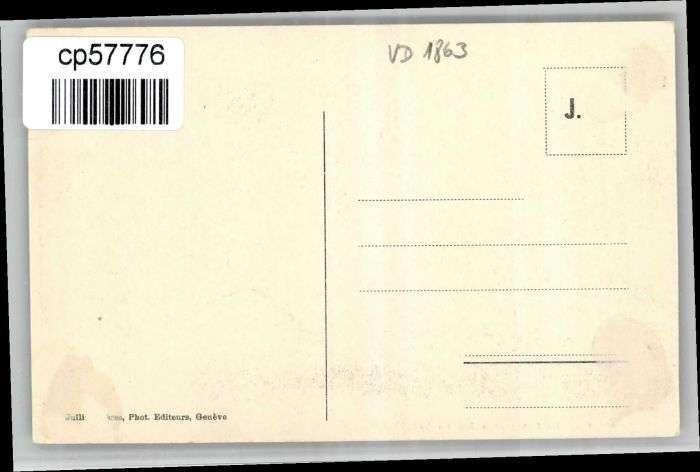 cp57776
VD 1863
J.
Phot. Editeurs, Genève